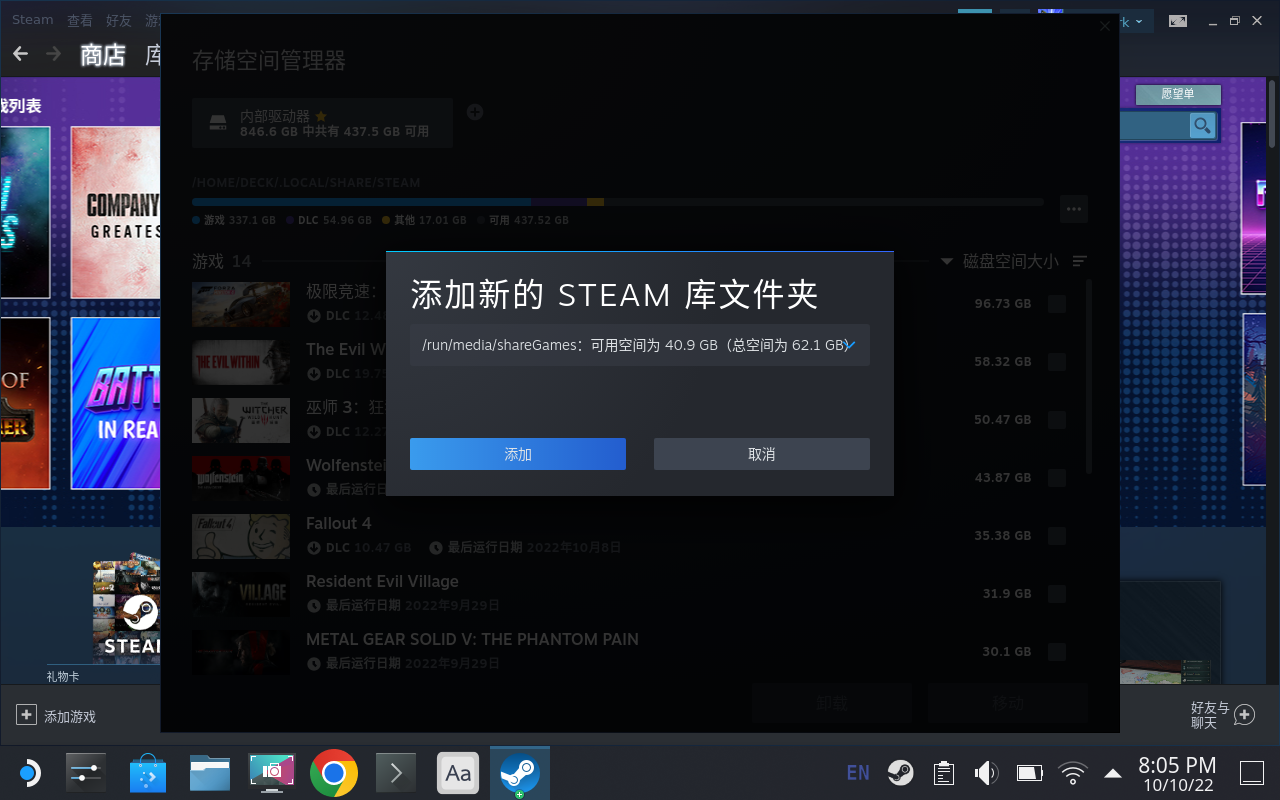 Steam 查看 好友
商店
存储空间管理器
内部驱动器
846.6 GB 中共有 437.5 GB 可用
愿望单
戏列表
COMPANY
GREATES
/HOME/DECK/.LOCAL/SHARE/STEAM
游戏 337.1 GB DLC 54.96 GB 其他 17.01 GB 可用 437.52 GB
游戏 14
磁盘空间大小
添加新的 STEAM 库文件夹
/run/media/shareGames：可用空间为 40.9 GB（总空间为 62.1 GB)
添加
取消
极限竞速：
DLC
96.73 GB
THE EVIL WITHIN
The Evil W
DLC 19.75
58.32 GB
THE WITCHER
巫师 3：狂
DLC 12.27
50.47 GB
Wolfenstei
最后运行日
43.87 GB
Fallout 4
Fallout 4
DLC 10.47 GB 最后运行日期 2022年10月8日
35.38 GB
VILLAGE
Resident Evil Village
最后运行日期 2022年9月29日
31.9 GB
METAL GEAR SOLID V: THE PHANTOM PAIN
最后运行日期 2022年9月29日
30.1 GB
卸载
移动
OF
BATT
IN REA
STEA
礼物卡
添加游戏
好友与
聊天
Aa
EN
8:05 PM
10/10/22